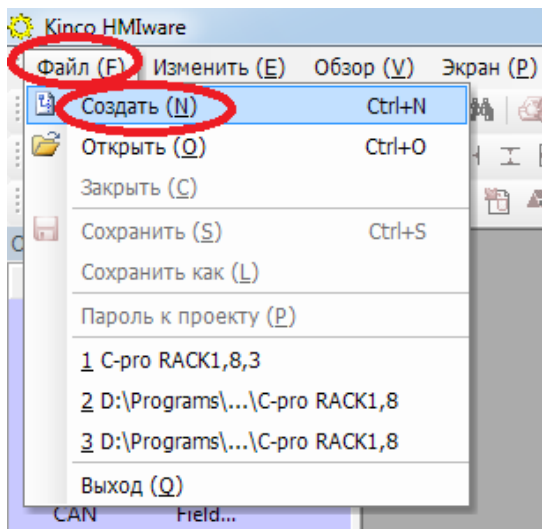 Kinco HMIware
Файл (F) Изменить (E) Обзор (V) Экран (P)
Создать (N) Ctrl+N
Открыть (O) Ctrl+O
Закрыть (C)
Сохранить (S) Ctrl+S
Сохранить как (L)
Пароль к проекту (P)
1 C-pro RACK1,8,3
2 D:\Programs\...\C-pro RACK1,8
3 D:\Programs\...\C-pro RACK1,8
Выход (Q)
CAN Field...